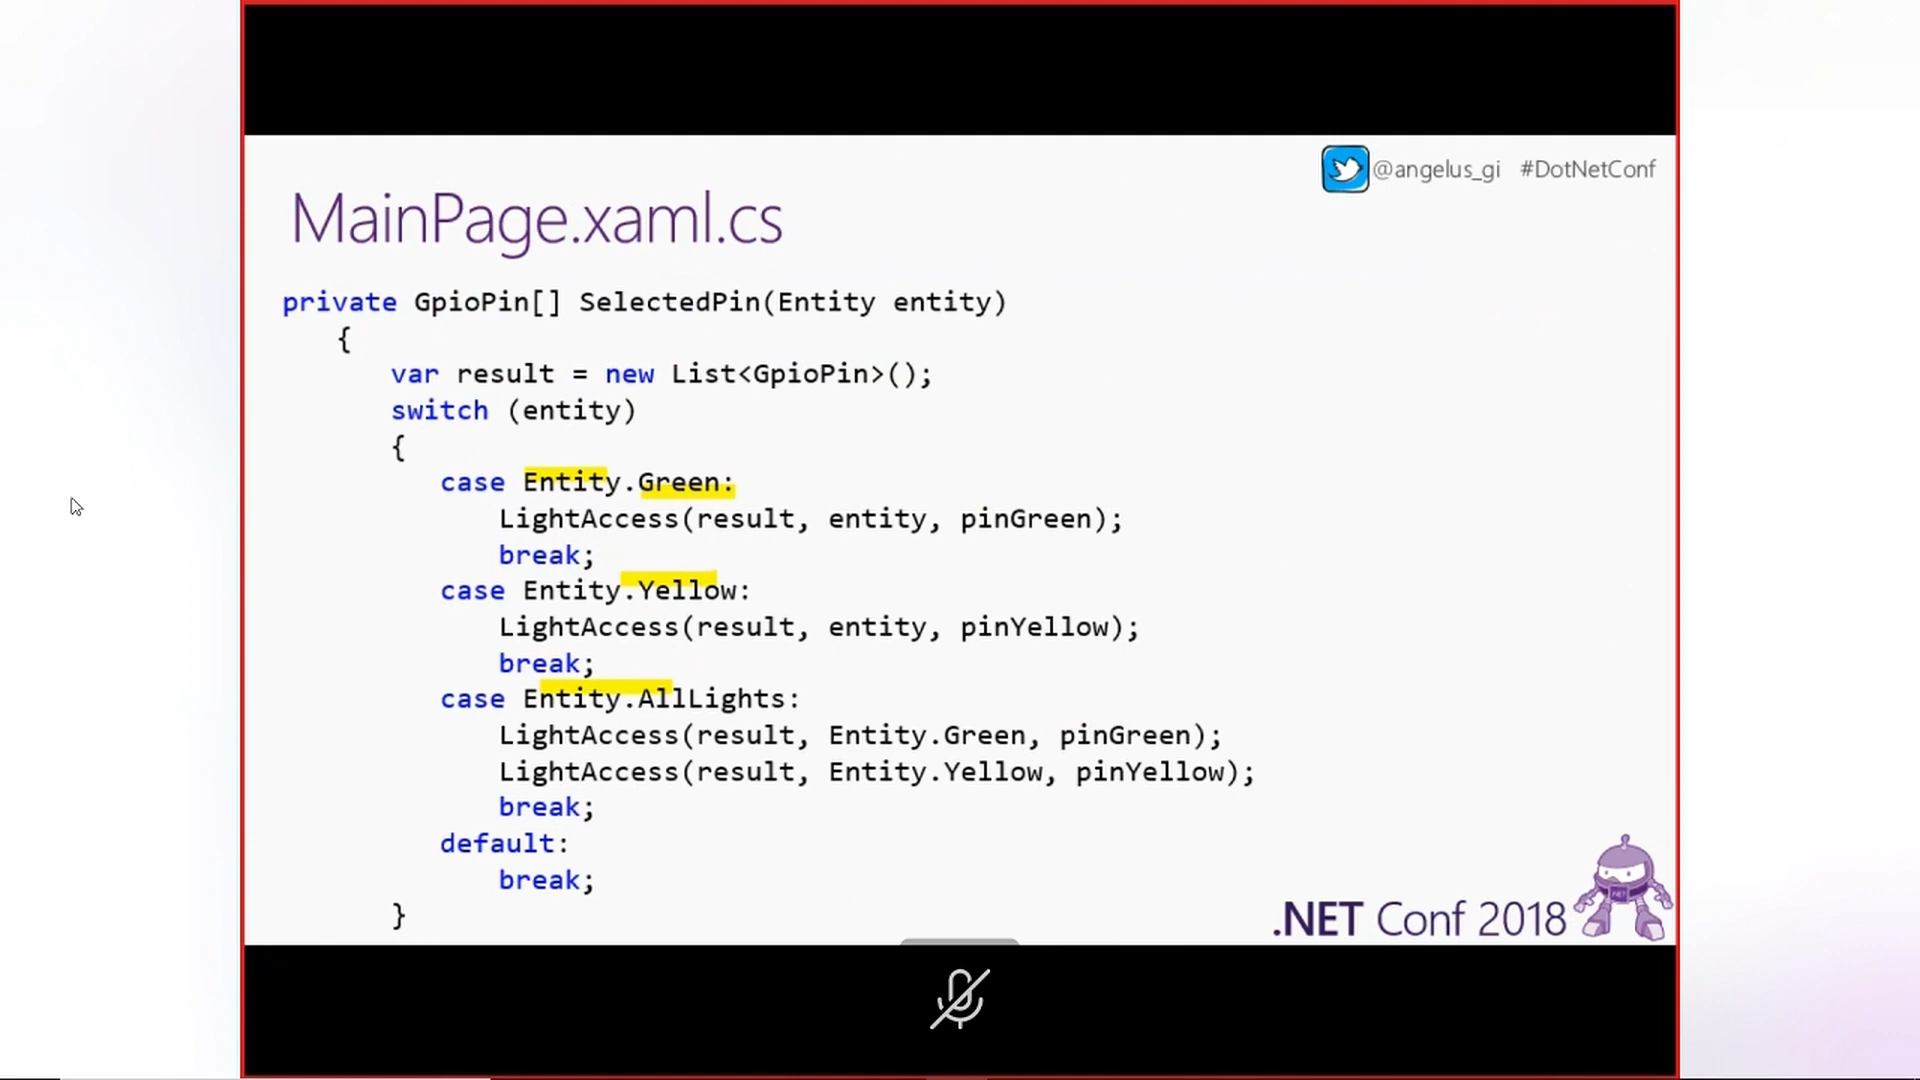 @angelus_gi #DotNetConf
MainPage.xaml.cs
private GpioPin[] SelectedPin(Entity entity)
{
var result = new List<GpioPin>();
switch (entity)
{
case Entity.Green:
LightAccess(result, entity, pinGreen);
break;
case Entity.Yellow:
LightAccess(result, entity, pinYellow);
break;
case Entity.AllLights:
LightAccess(result, Entity.Green, pinGreen);
LightAccess(result, Entity.Yellow, pinYellow);
break;
default:
break;
}
.NET Conf 2018